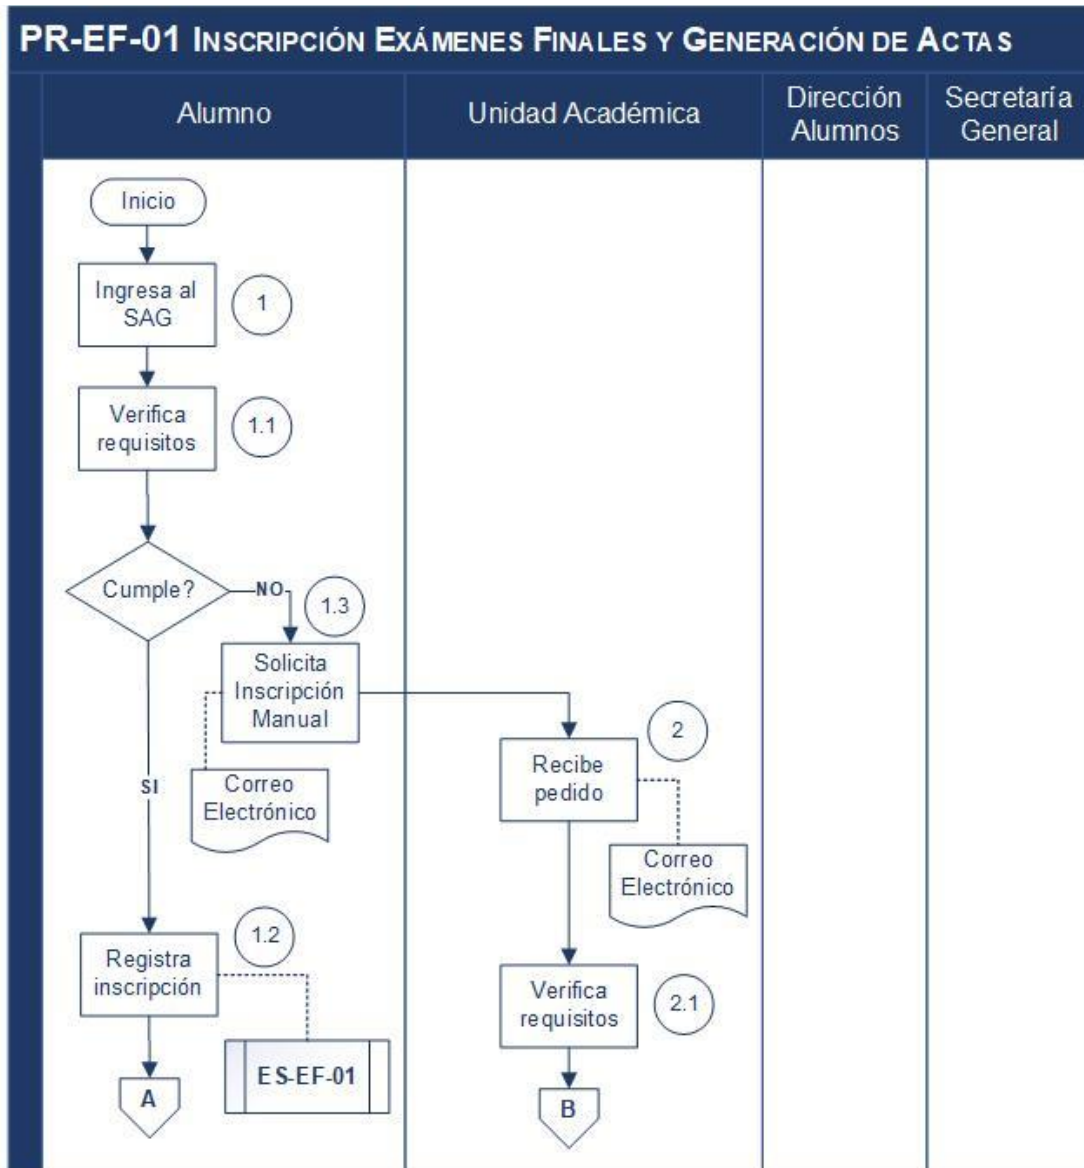 PR-EF-01 INSCRIPCIÓN EXÁMENES FINALES Y GENERACIÓN DE ACTAS
Alumno
Unidad Académica
Dirección
Alumnos
Secretaría
General
Inicio
Ingresa al
SAG
1
Verifica
requisitos
1.1
Cumple?
NO
1.3
Solicita
Inscripción
Manual
2
Recibe
pedido
SI
Correo
Electrónico
Correo
Electrónico
1.2
Registra
inscripción
Verifica
requisitos
2.1
ES-EF-01
A
B